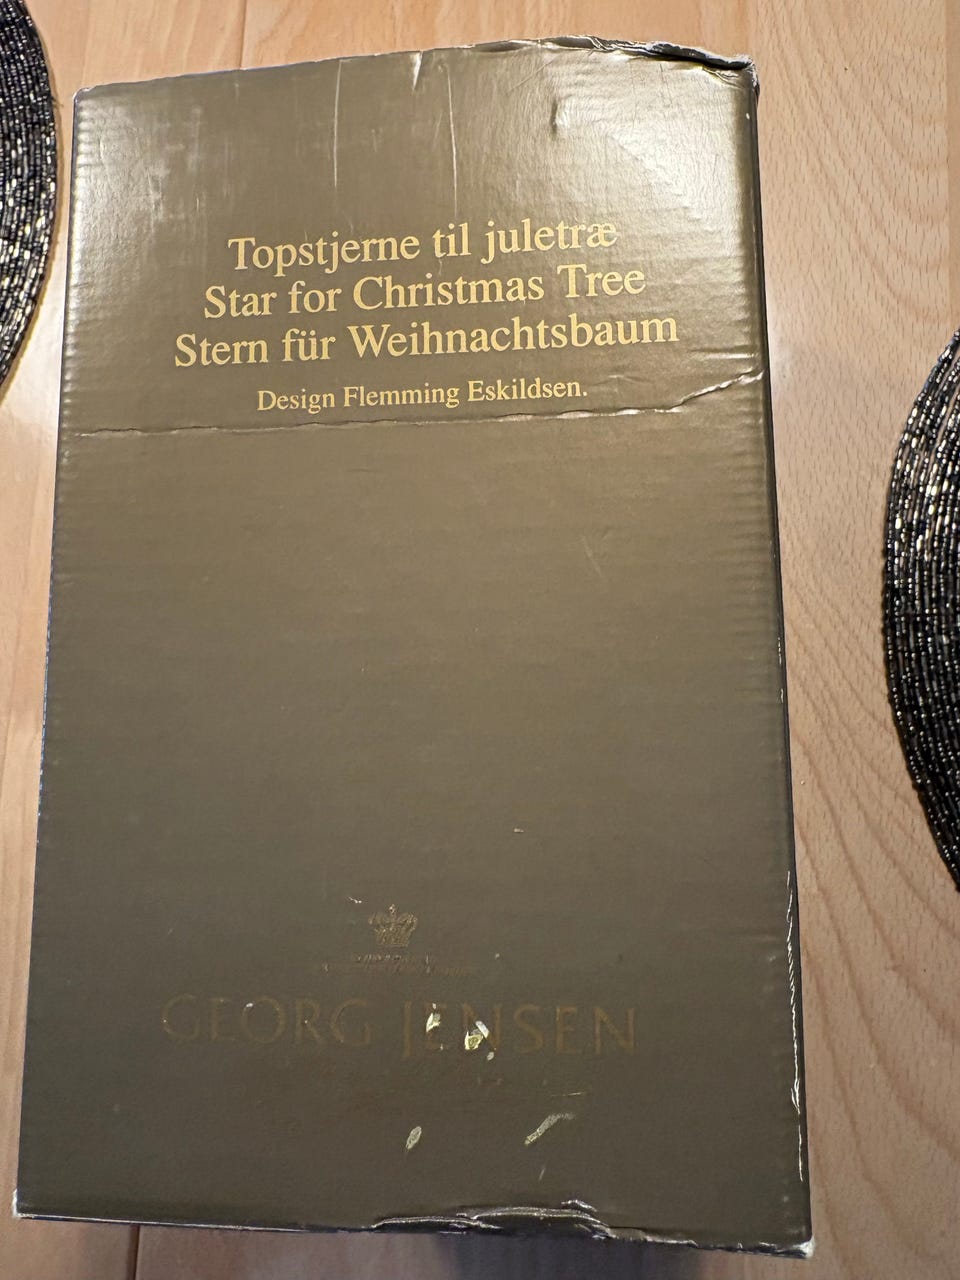 Topstjerne til juletræ
Star for Christmas Tree
Stern für Weihnachtsbaum
Design Flemming Eskildsen.
GEORG JENSEN